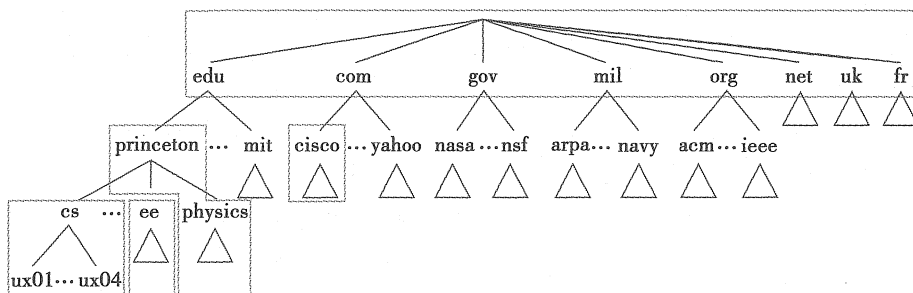 edu com gov mil org net uk fr
princeton ... mit cisco ... yahoo nasa ... nsf arpa... navy acm ... ieee
cs ... ee physics
ux01... ux04